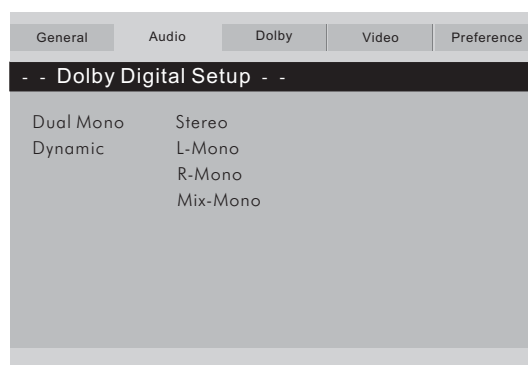 General Audio Dolby Video Preference
- - Dolby Digital Setup - -
Dual Mono Stereo
Dynamic L-Mono
R-Mono
Mix-Mono